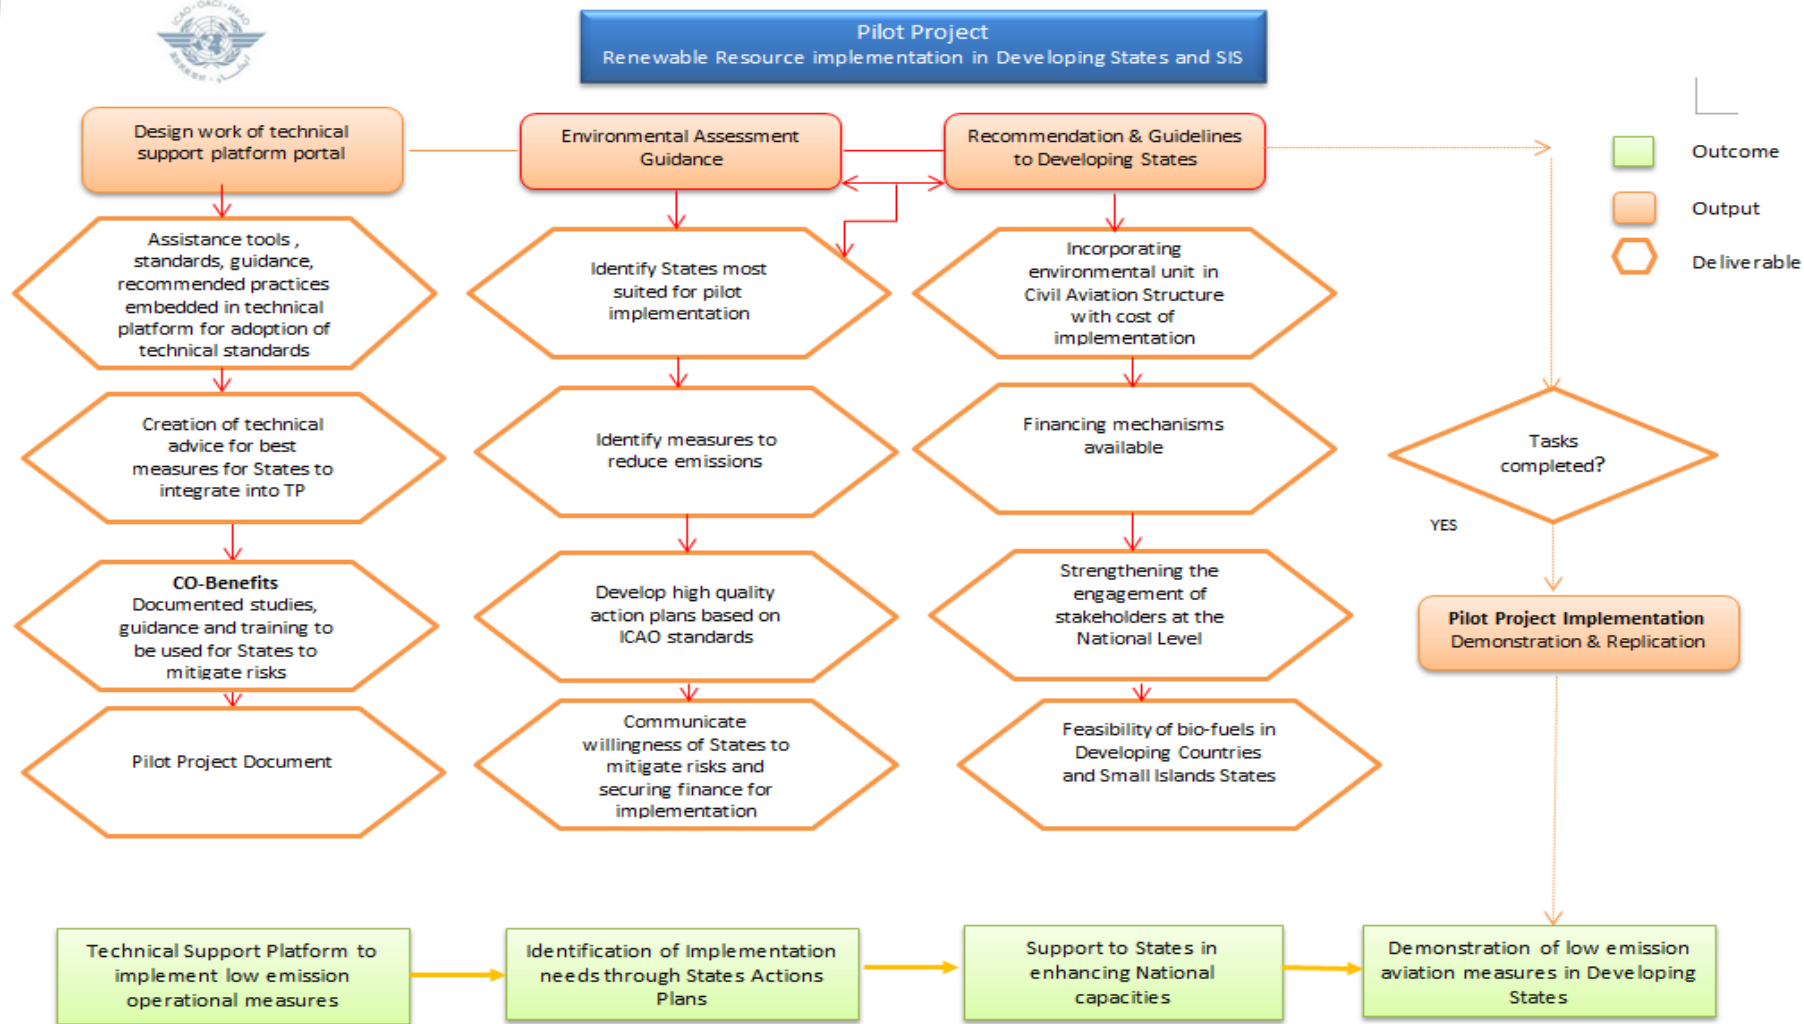 ICAO · OACI · ИКАО
Pilot Project
Renewable Resource implementation in Developing States and SIS
Design work of technical
support platform portal
Environmental Assessment
Guidance
Recommendation & Guidelines
to Developing States
Outcome
Output
Deliverable
Assistance tools ,
standards, guidance,
recommended practices
embedded in technical
platform for adoption of
technical standards
Identify States most
suited for pilot
implementation
Incorporating
environmental unit in
Civil Aviation Structure
with cost of
implementation
Creation of technical
advice for best
measures for States to
integrate into TP
Identify measures to
reduce emissions
Financing mechanisms
available
Tasks
completed?
YES
CO-Benefits
Documented studies,
guidance and training to
be used for States to
mitigate risks
Develop high quality
action plans based on
ICAO standards
Strengthening the
engagement of
stakeholders at the
National Level
Pilot Project Implementation
Demonstration & Replication
Pilot Project Document
Communicate
willingness of States to
mitigate risks and
securing finance for
implementation
Feasibility of bio-fuels in
Developing Countries
and Small Islands States
Technical Support Platform to
implement low emission
operational measures
Identification of Implementation
needs through States Actions
Plans
Support to States in
enhancing National
capacities
Demonstration of low emission
aviation measures in Developing
States